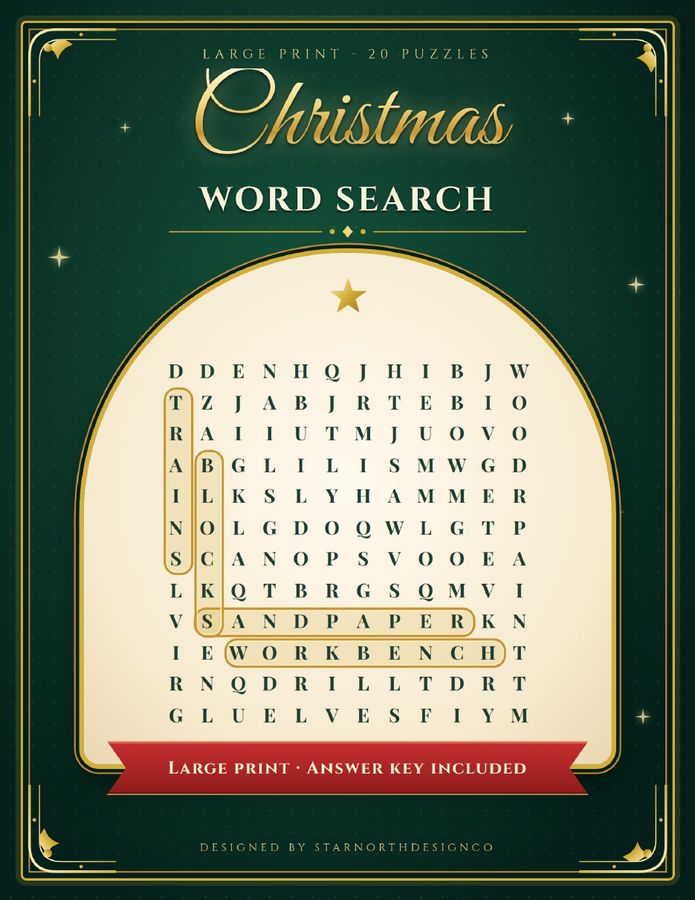 LARGE PRINT · 20 PUZZLES
Christmas
WORD SEARCH
D D E N H Q J H I B J W
T Z J A B J R T E B I O
R A I I U T M J U O V O
A B G L I L I S M W G D
I L K S L Y H A M M E R
N O L G D O Q W L G T P
S C A N O P S V O O E A
L K Q T B R G S Q M V I
V S A N D P A P E R K N
I E W O R K B E N C H T
R N Q D R I L L T D R T
G L U E L V E S F I Y M
LARGE PRINT · ANSWER KEY INCLUDED
DESIGNED BY STARNORTHDESIGNCO